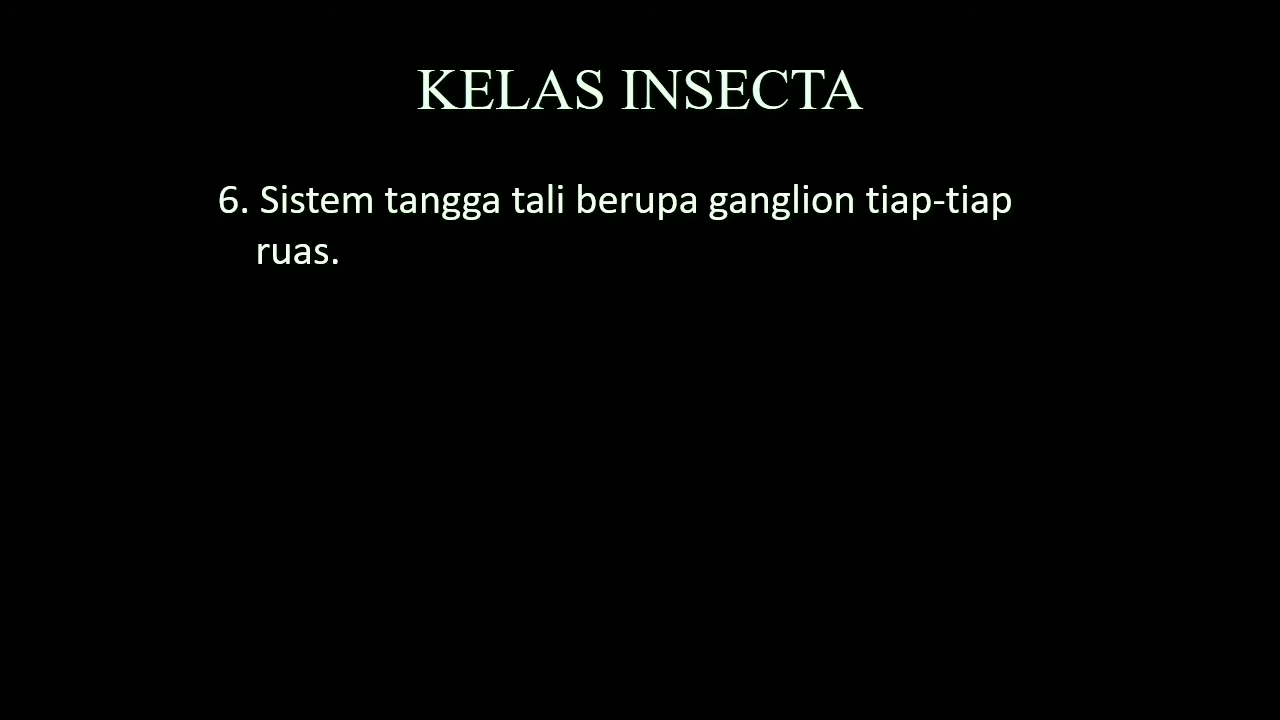 KELAS INSECTA
6. Sistem tangga tali berupa ganglion tiap-tiap
ruas.